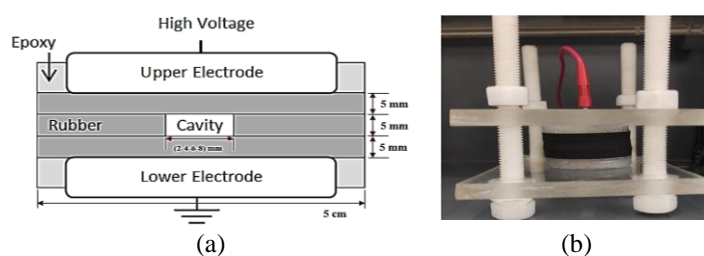 High Voltage
Epoxy
Upper Electrode
5 mm
Rubber
Cavity
5 mm
(2-4-6-8) mm
5 mm
Lower Electrode
5 cm
(a)
(b)